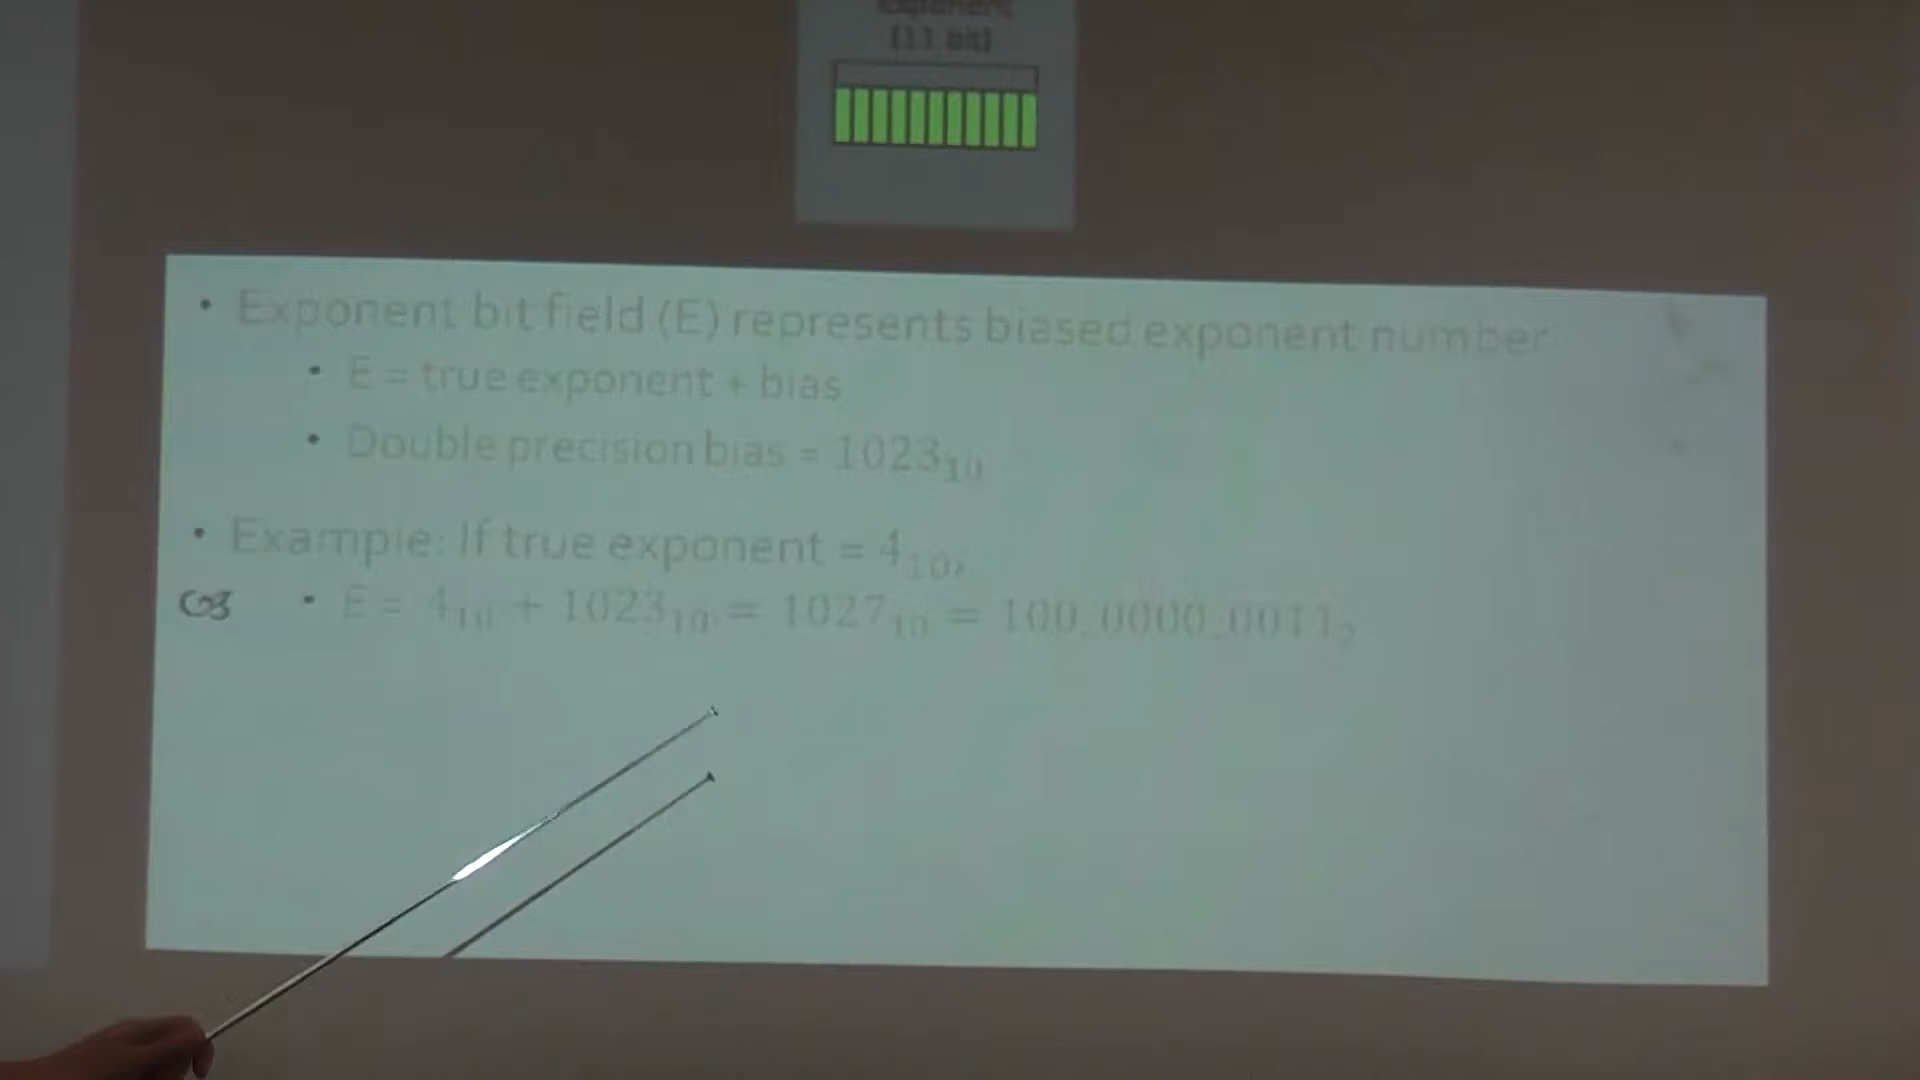 exponent
(11 bit)
• Exponent bit field (E) represents biased exponent number
• E = true exponent + bias
• Double precision bias = 1023₁₀
• Example: If true exponent = 4₁₀,
• E = 4₁₀ + 1023₁₀ = 1027₁₀ = 100_0000_0011₂